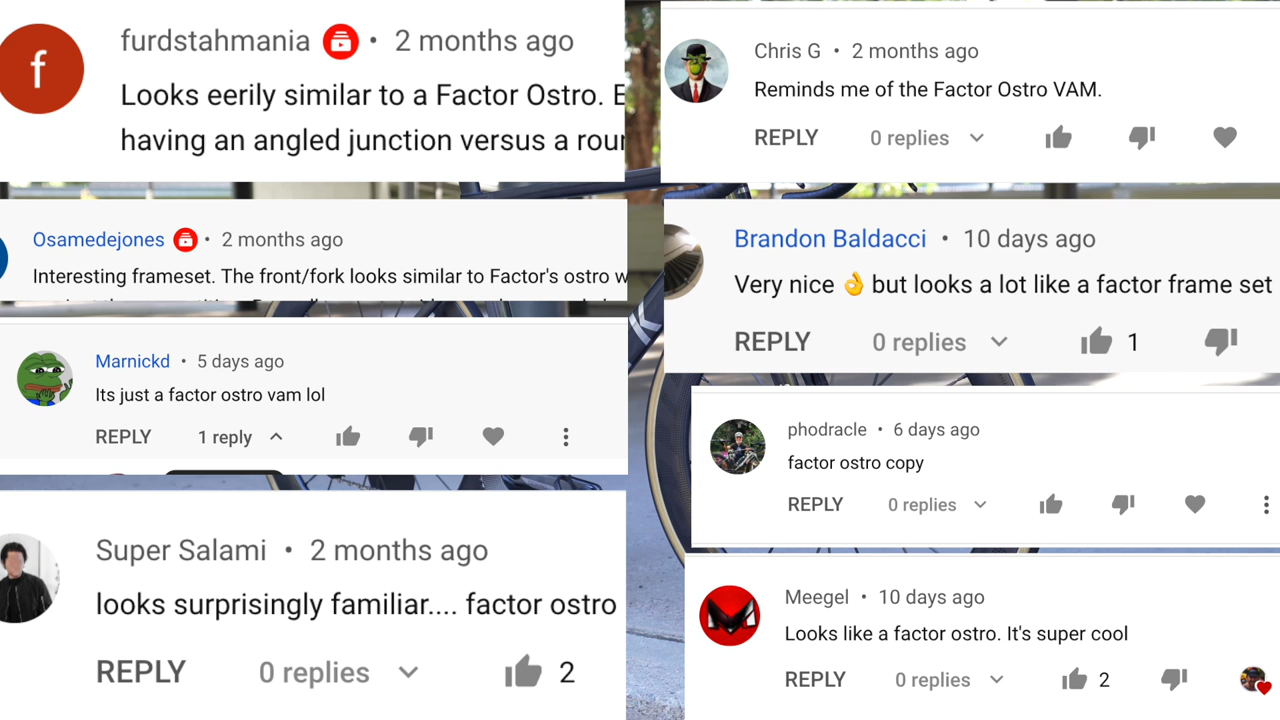 f
furdstahmania • 2 months ago
Looks eerily similar to a Factor Ostro.
having an angled junction versus a
Osamedejones • 2 months ago
Interesting frameset. The front/fork looks similar to Factor's ostro
Marnickd • 5 days ago
Its just a factor ostro vam lol
REPLY 1 reply
Super Salami • 2 months ago
looks surprisingly familiar.... factor ostro
REPLY 0 replies 2
Chris G • 2 months ago
Reminds me of the Factor Ostro VAM.
REPLY 0 replies
Brandon Baldacci • 10 days ago
Very nice 👌 but looks a lot like a factor frame set
REPLY 0 replies 1
phodracle • 6 days ago
factor ostro copy
REPLY 0 replies
Meegel • 10 days ago
Looks like a factor ostro. It's super cool
REPLY 0 replies 2